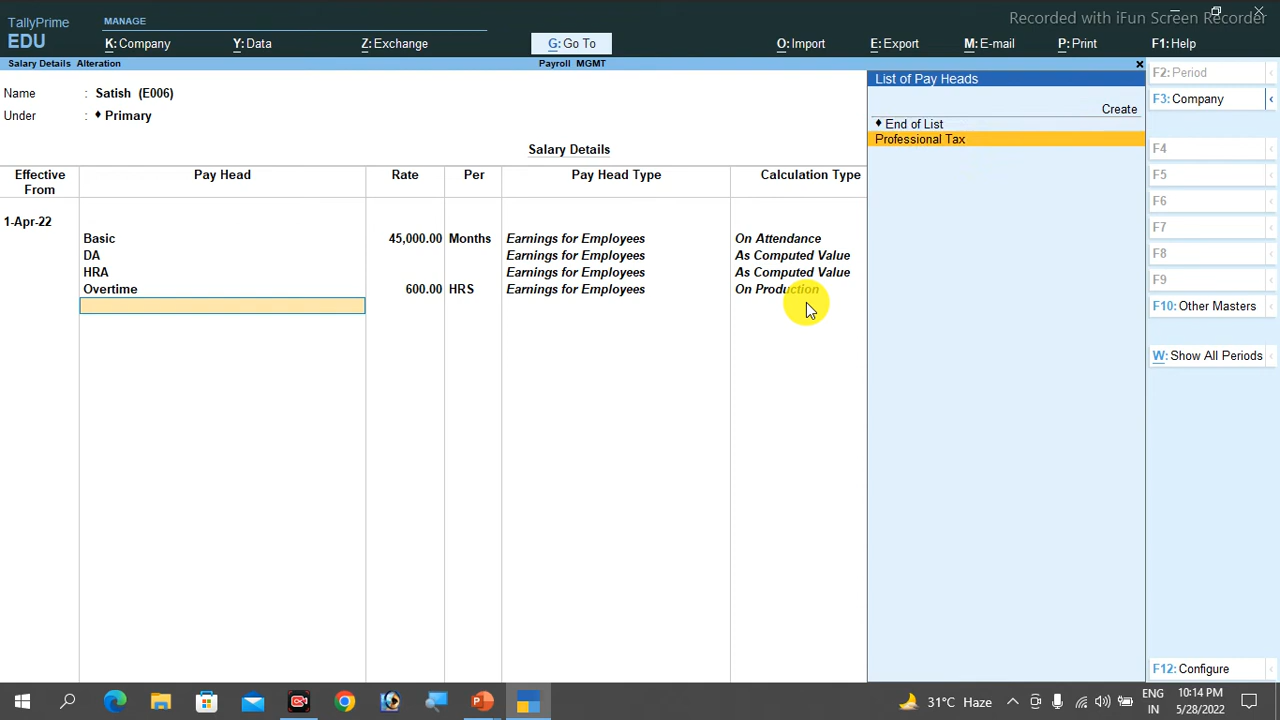 Recorded with iFun Screen Recorder
TallyPrime
EDU
MANAGE
K: Company
Y: Data
Z: Exchange
G: Go To
O: Import
E: Export
M: E-mail
P: Print
F1: Help
Salary Details Alteration
Payroll MGMT
Name : Satish (E006)
Under : ♦ Primary
Salary Details
Effective From
Pay Head
Rate
Per
Pay Head Type
Calculation Type
1-Apr-22
Basic 45,000.00 Months Earnings for Employees On Attendance
DA Earnings for Employees As Computed Value
HRA Earnings for Employees As Computed Value
Overtime 600.00 HRS Earnings for Employees On Production
List of Pay Heads
Create
♦ End of List
Professional Tax
F2: Period
F3: Company
F4
F5
F6
F7
F8
F9
F10: Other Masters
W: Show All Periods
F12: Configure
31°C Haze
ENG
IN
10:14 PM
5/28/2022